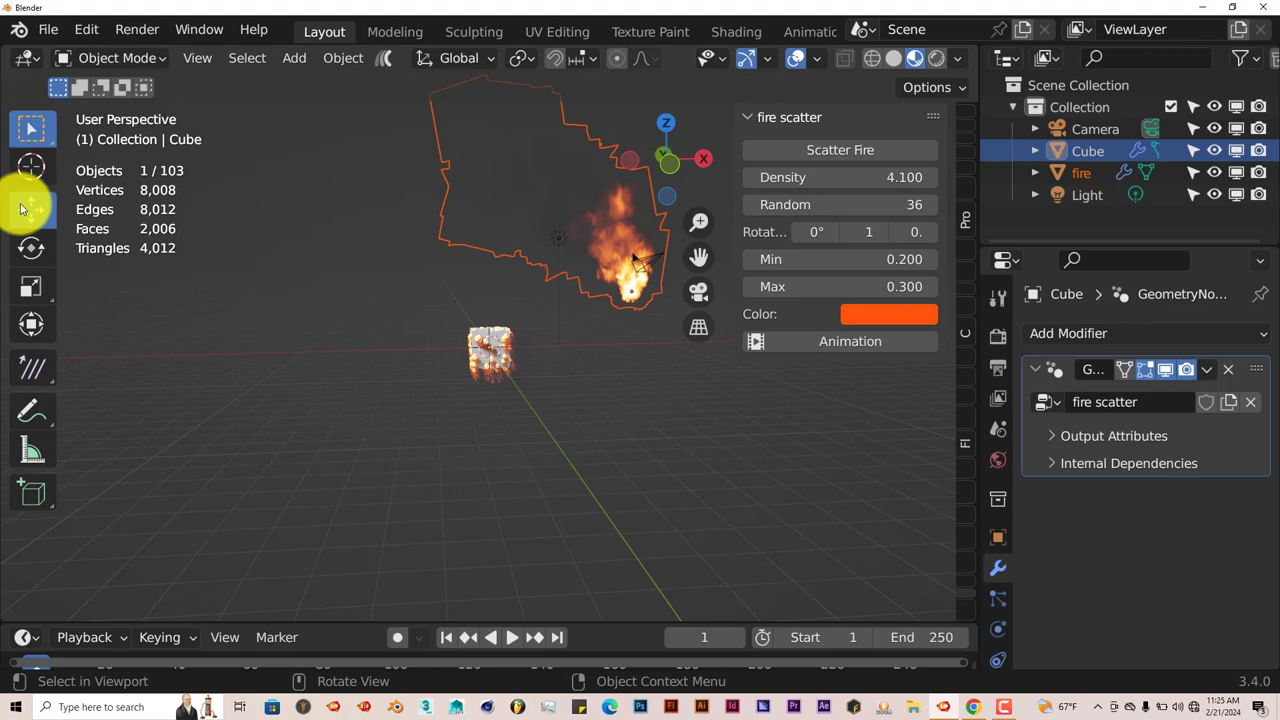 Blender
File Edit Render Window Help Layout Modeling Sculpting UV Editing Texture Paint Shading Animatic Scene ViewLayer
Object Mode View Select Add Object Global
Options
User Perspective
(1) Collection | Cube
Objects 1 / 103
Vertices 8,008
Edges 8,012
Faces 2,006
Triangles 4,012
Z
X
Y
fire scatter
Scatter Fire
Density 4.100
Random 36
Rotat... 0° 1 0.
Min 0.200
Max 0.300
Color:
Animation
Pro
C
FI
Scene Collection
Collection
Camera
Cube
fire
Light
Cube GeometryNo...
Add Modifier
G...
fire scatter
Output Attributes
Internal Dependencies
Playback Keying View Marker 1 Start 1 End 250
Select in Viewport Rotate View Object Context Menu 3.4.0
Type here to search 67°F 11:25 AM
2/21/2024